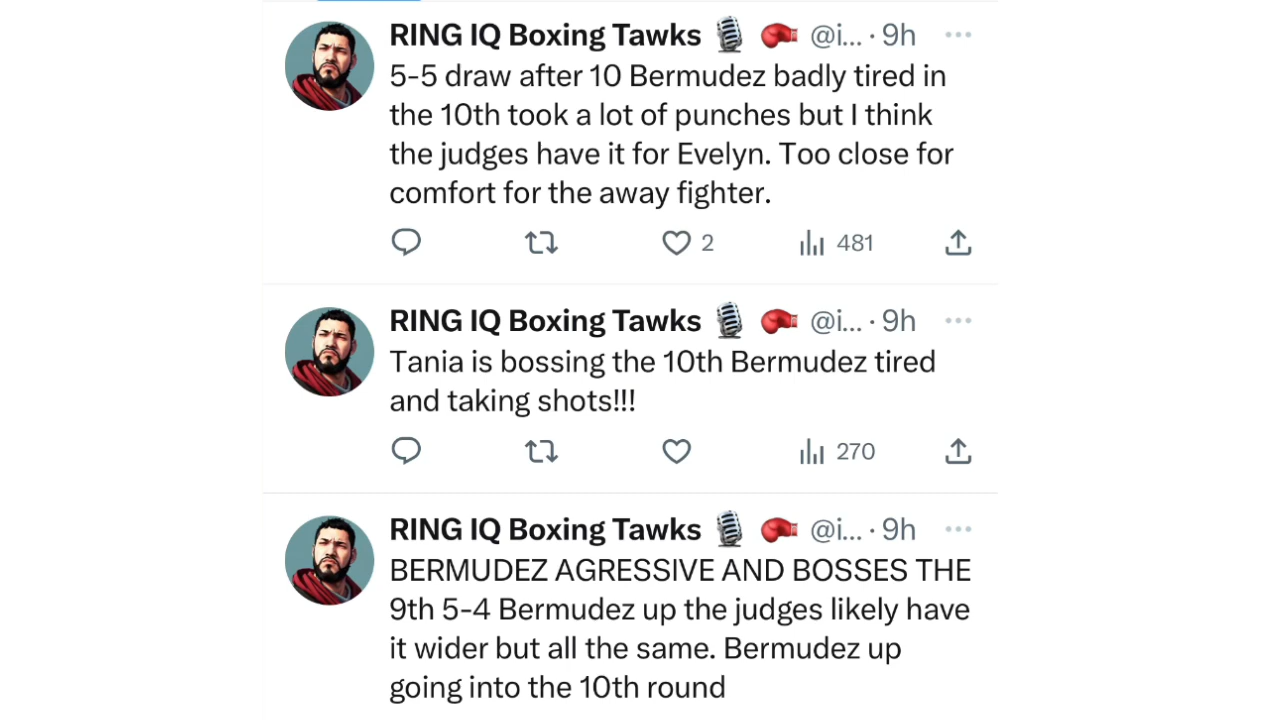 RING IQ Boxing Tawks 🎙️ 🥊 @i... · 9h
5-5 draw after 10 Bermudez badly tired in
the 10th took a lot of punches but I think
the judges have it for Evelyn. Too close for
comfort for the away fighter.
2 481
RING IQ Boxing Tawks 🎙️ 🥊 @i... · 9h
Tania is bossing the 10th Bermudez tired
and taking shots!!!
270
RING IQ Boxing Tawks 🎙️ 🥊 @i... · 9h
BERMUDEZ AGRESSIVE AND BOSSES THE
9th 5-4 Bermudez up the judges likely have
it wider but all the same. Bermudez up
going into the 10th round